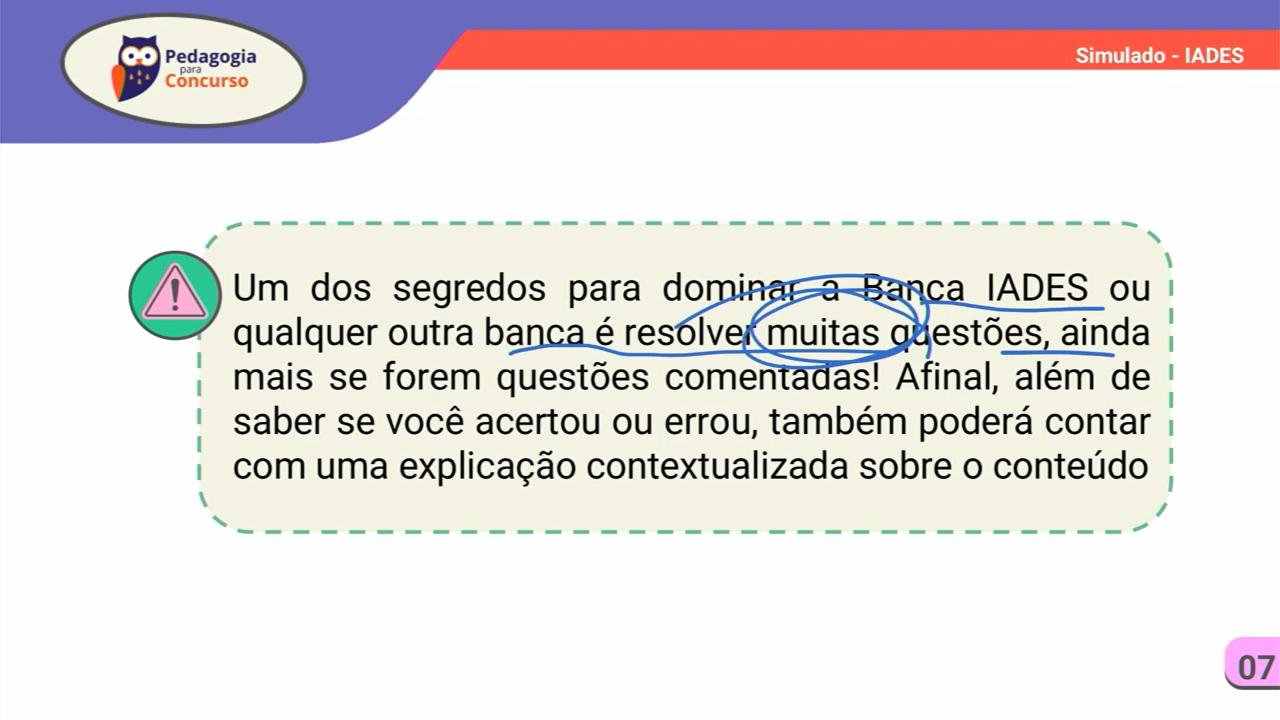 Pedagogia
para
Concurso
Simulado - IADES
Um dos segredos para dominar a Banca IADES ou
qualquer outra banca é resolver muitas questões, ainda
mais se forem questões comentadas! Afinal, além de
saber se você acertou ou errou, também poderá contar
com uma explicação contextualizada sobre o conteúdo
07